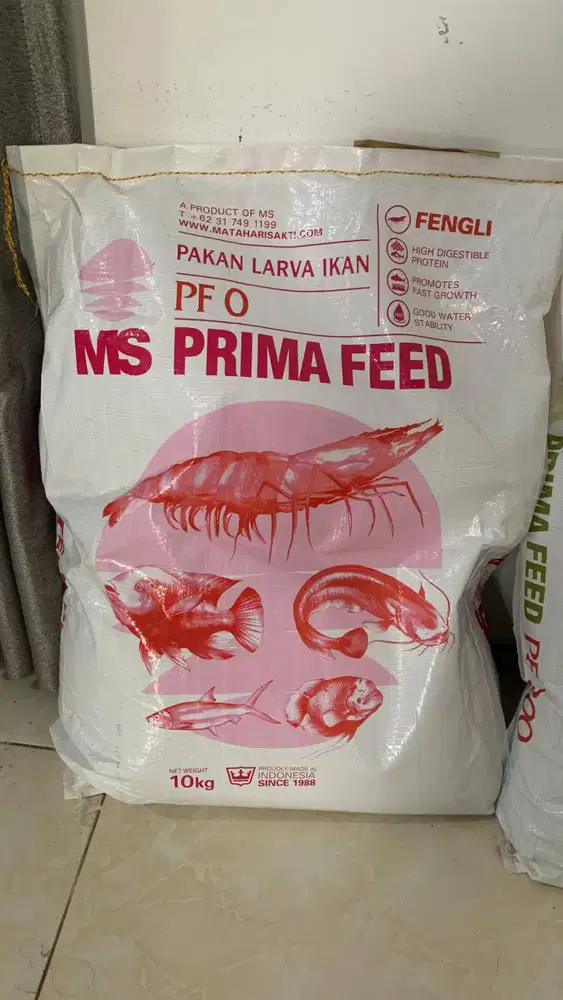 A PRODUCT OF MS
T +62 31 749 1199
WWW.MATAHARISAKTI.COM
PAKAN LARVA IKAN
PF 0
MS PRIMA FEED
FENGLI
HIGH DIGESTIBLE
PROTEIN
PROMOTES
FAST GROWTH
GOOD WATER
STABILITY
NET WEIGHT
10kg
PROUDLY MADE IN
INDONESIA
SINCE 1988
PRIMA FEED